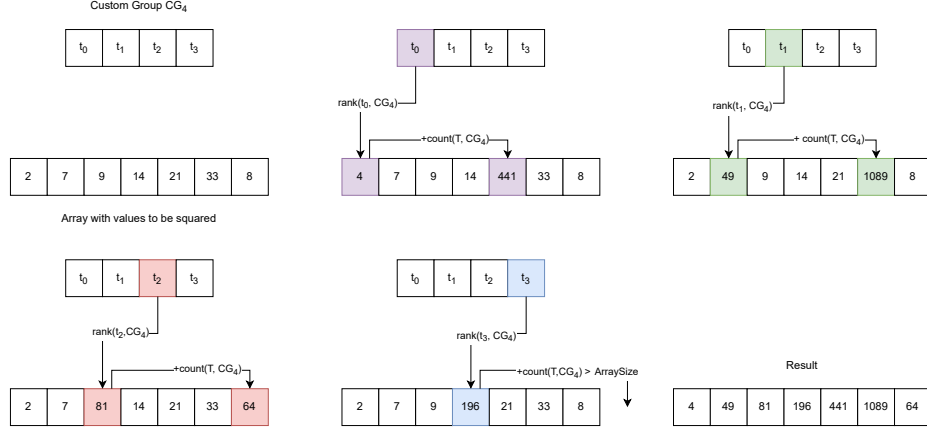 Custom Group CG4
t0 t1 t2 t3
2 7 9 14 21 33 8
Array with values to be squared
t0 t1 t2 t3
rank(t0, CG4)
+count(T, CG4)
4 7 9 14 441 33 8
t0 t1 t2 t3
rank(t1, CG4)
+ count(T, CG4)
2 49 9 14 21 1089 8
t0 t1 t2 t3
rank(t2,CG4)
+count(T, CG4)
2 7 81 14 21 33 64
t0 t1 t2 t3
rank(t3, CG4)
+count(T,CG4) > ArraySize
2 7 9 196 21 33 8
Result
4 49 81 196 441 1089 64